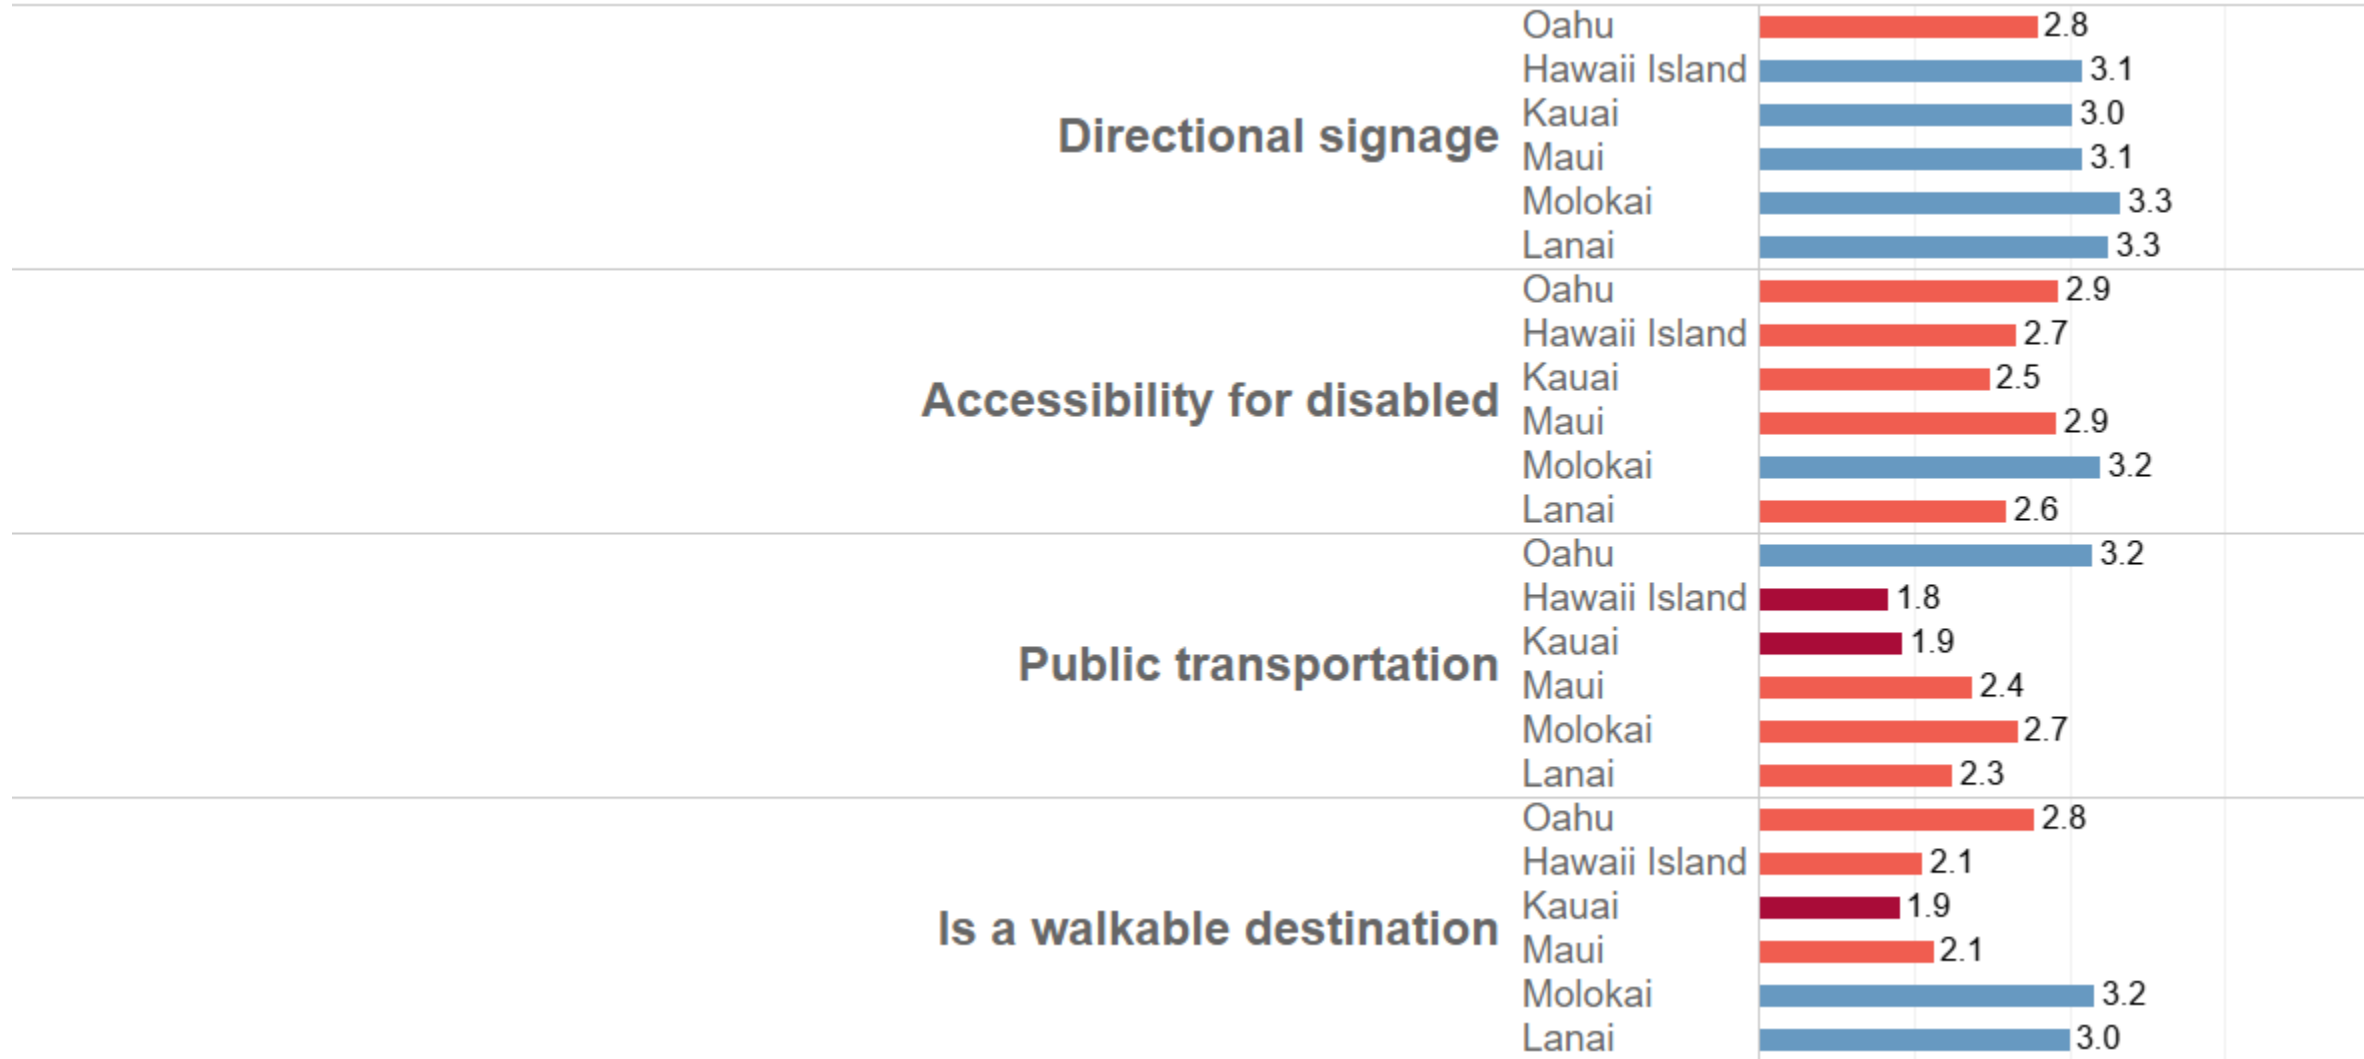 Directional signage
Oahu 2.8
Hawaii Island 3.1
Kauai 3.0
Maui 3.1
Molokai 3.3
Lanai 3.3
Accessibility for disabled
Oahu 2.9
Hawaii Island 2.7
Kauai 2.5
Maui 2.9
Molokai 3.2
Lanai 2.6
Public transportation
Oahu 3.2
Hawaii Island 1.8
Kauai 1.9
Maui 2.4
Molokai 2.7
Lanai 2.3
Is a walkable destination
Oahu 2.8
Hawaii Island 2.1
Kauai 1.9
Maui 2.1
Molokai 3.2
Lanai 3.0